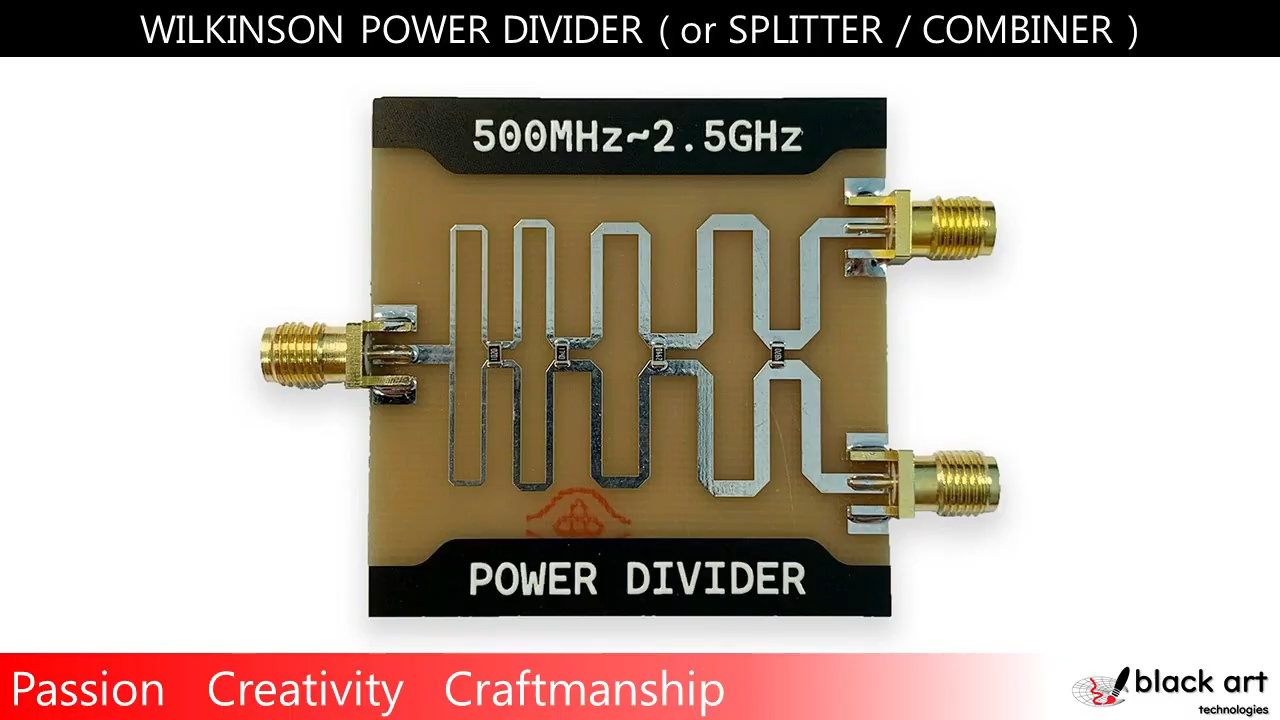 WILKINSON POWER DIVIDER ( or SPLITTER / COMBINER )
500MHz~2.5GHz
POWER DIVIDER
Passion Creativity Craftmanship
black art
technologies